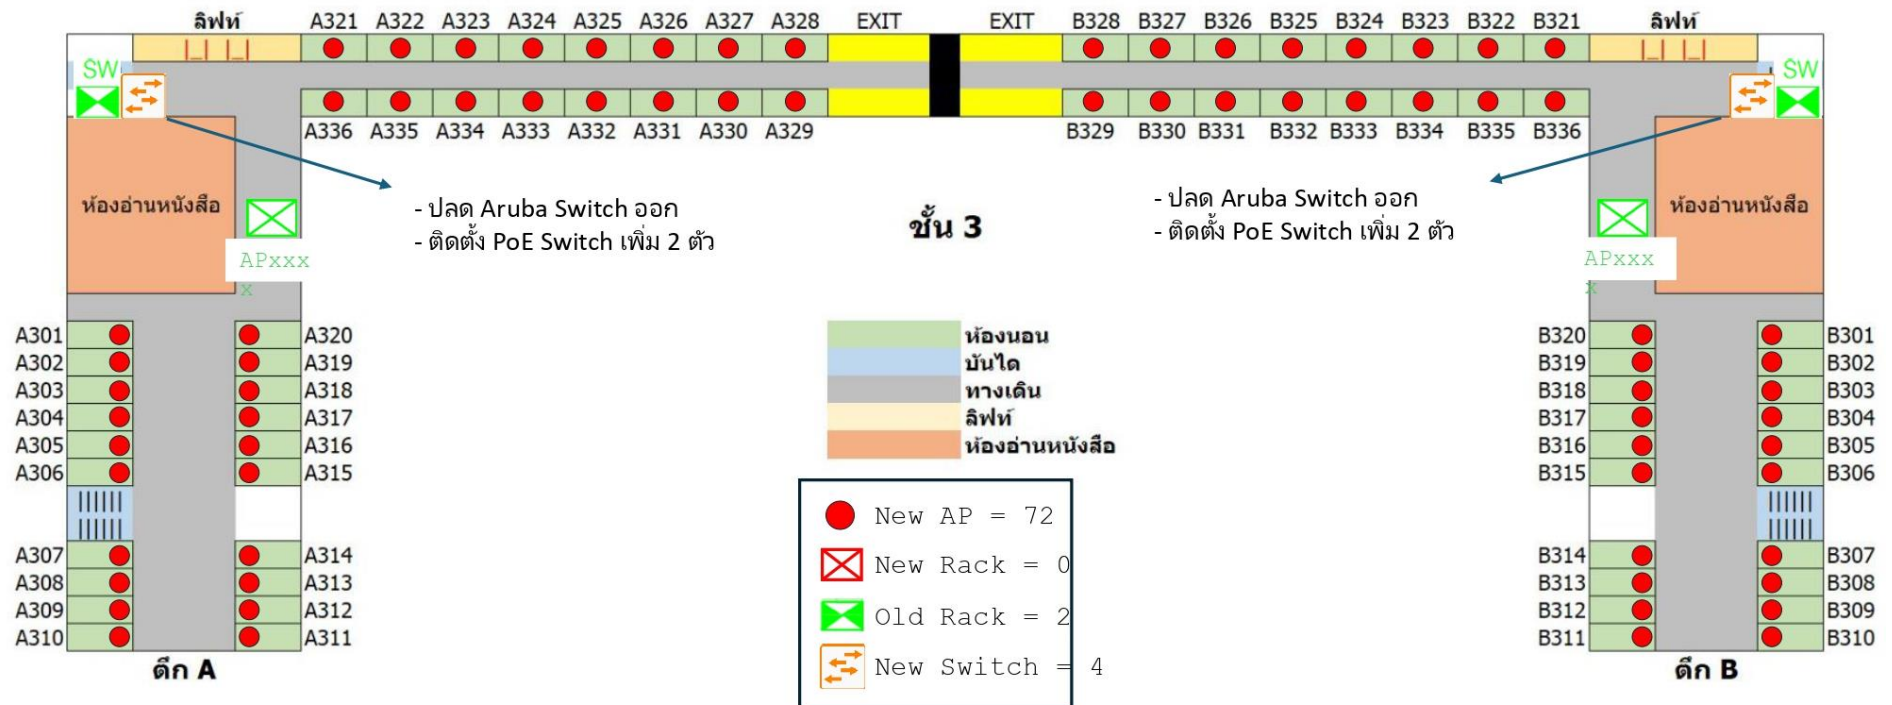 ลิฟท์ A321 A322 A323 A324 A325 A326 A327 A328 EXIT EXIT B328 B327 B326 B325 B324 B323 B322 B321 ลิฟท์
SW SW
A336 A335 A334 A333 A332 A331 A330 A329 B329 B330 B331 B332 B333 B334 B335 B336
ห้องอ่านหนังสือ
- ปลด Aruba Switch ออก
- ติดตั้ง PoE Switch เพิ่ม 2 ตัว
ชั้น 3
- ปลด Aruba Switch ออก
- ติดตั้ง PoE Switch เพิ่ม 2 ตัว
ห้องอ่านหนังสือ
APxxx
x
APxxx
x
A301 A320 B320 B301
A302 A319 B319 B302
A303 A318 B318 B303
A304 A317 B317 B304
A305 A316 B316 B305
A306 A315 B315 B306
A307 A314 B314 B307
A308 A313 B313 B308
A309 A312 B312 B309
A310 A311 B311 B310
ห้องนอน
บันได
ทางเดิน
ลิฟท์
ห้องอ่านหนังสือ
New AP = 72
New Rack = 0
Old Rack = 2
New Switch = 4
ตึก A ตึก B